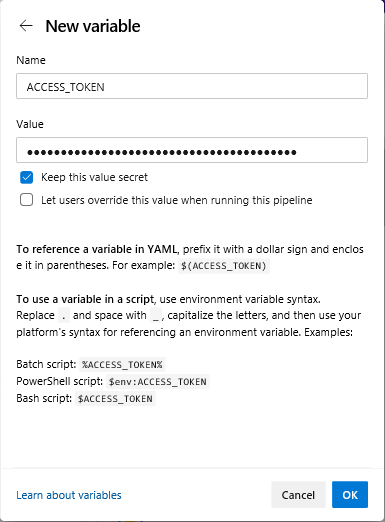 ← New variable
Name
ACCESS_TOKEN
Value
●●●●●●●●●●●●●●●●●●●●●●●●●●●●●●●●●●●●●●●●
Keep this value secret
Let users override this value when running this pipeline
To reference a variable in YAML, prefix it with a dollar sign and enclos
e it in parentheses. For example: $(ACCESS_TOKEN)
To use a variable in a script, use environment variable syntax.
Replace . and space with _, capitalize the letters, and then use your
platform's syntax for referencing an environment variable. Examples:
Batch script: %ACCESS_TOKEN%
PowerShell script: $env:ACCESS_TOKEN
Bash script: $ACCESS_TOKEN
Learn about variables
Cancel
OK